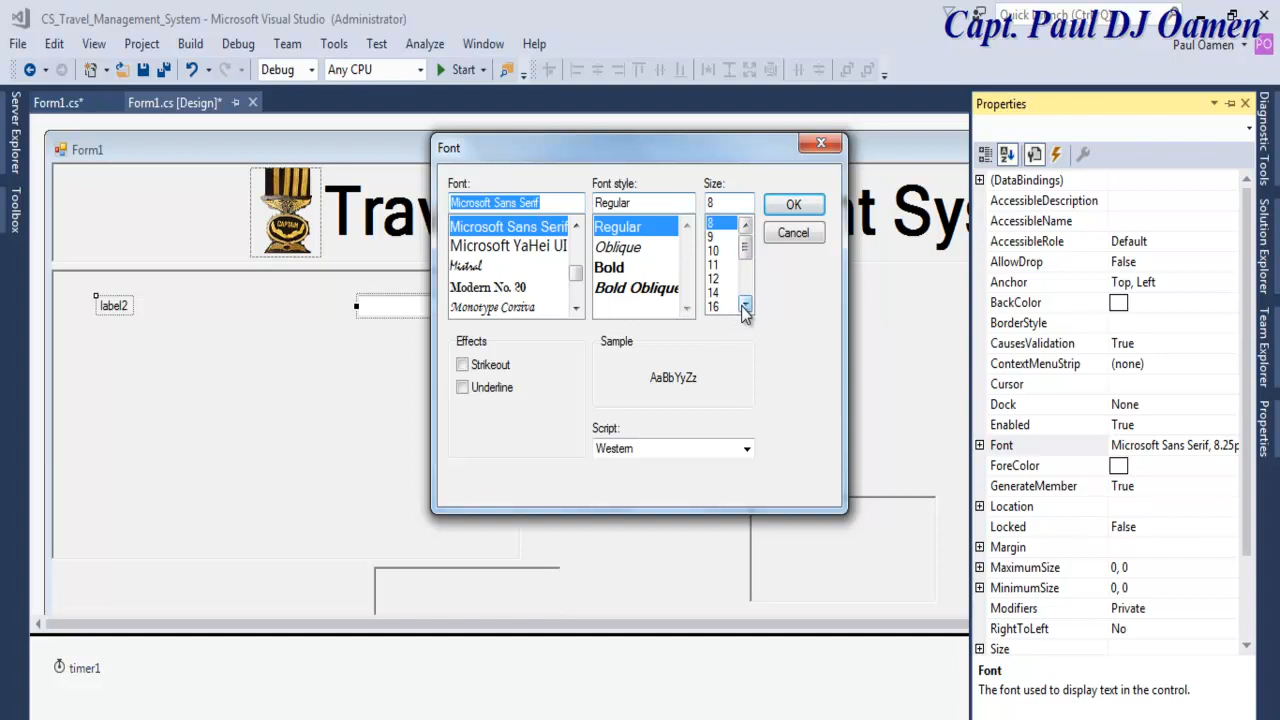 CS_Travel_Management_System - Microsoft Visual Studio (Administrator)
Quick Launch (Ctrl+Q)
Capt. Paul DJ Oamen
File Edit View Project Build Debug Team Tools Test Analyze Window Help
Paul Oamen PO
Debug Any CPU Start
Form1.cs* Form1.cs [Design]*
Server Explorer
Toolbox
Form1
Trav
nt Sys
label2
timer1
Font
Font: Font style: Size:
Microsoft Sans Serif Regular 8
OK
Cancel
Microsoft Sans Serif
Microsoft YaHei UI
Mistral
Modern No. 20
Monotype Corsiva
Regular
Oblique
Bold
Bold Oblique
8
9
10
11
12
14
16
Effects
Strikeout
Underline
Sample
AaBbYyZz
Script:
Western
Properties
(DataBindings)
AccessibleDescription
AccessibleName
AccessibleRole Default
AllowDrop False
Anchor Top, Left
BackColor
BorderStyle
CausesValidation True
ContextMenuStrip (none)
Cursor
Dock None
Enabled True
Font Microsoft Sans Serif, 8.25p
ForeColor
GenerateMember True
Location
Locked False
Margin
MaximumSize 0, 0
MinimumSize 0, 0
Modifiers Private
RightToLeft No
Size
Font
The font used to display text in the control.
Diagnostic Tools
Solution Explorer
Team Explorer
Properties